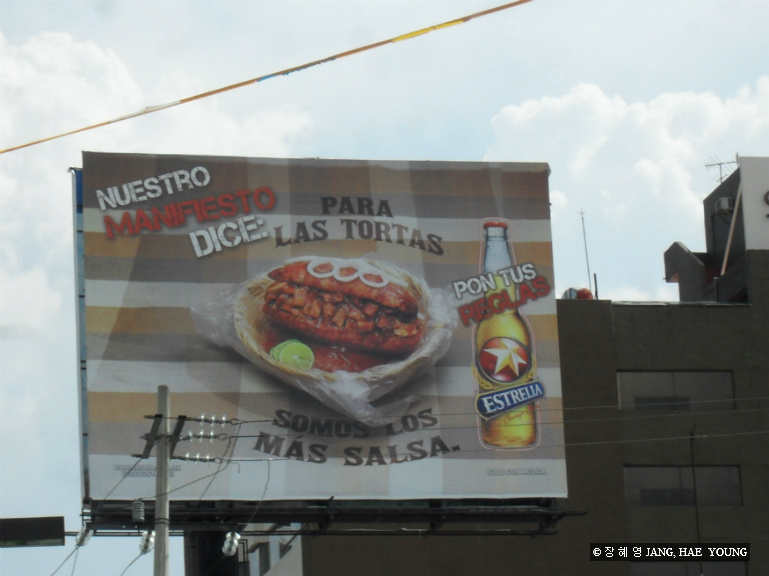 NUESTRO
MANIFIESTO
DICE:
PARA
LAS TORTAS
PON TUS
REGLAS
ESTRELLA
SOMOS LOS
MÁS SALSA.
© 장 혜 영 JANG, HAE YOUNG